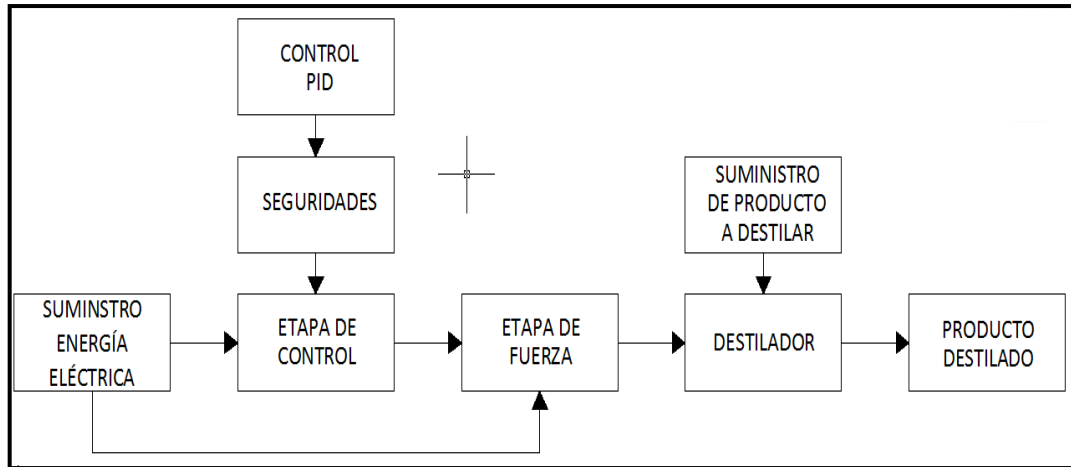 CONTROL
PID
SEGURIDADES
SUMINISTRO
DE PRODUCTO
A DESTILAR
SUMINSTRO
ENERGÍA
ELÉCTRICA
ETAPA DE
CONTROL
ETAPA DE
FUERZA
DESTILADOR
PRODUCTO
DESTILADO